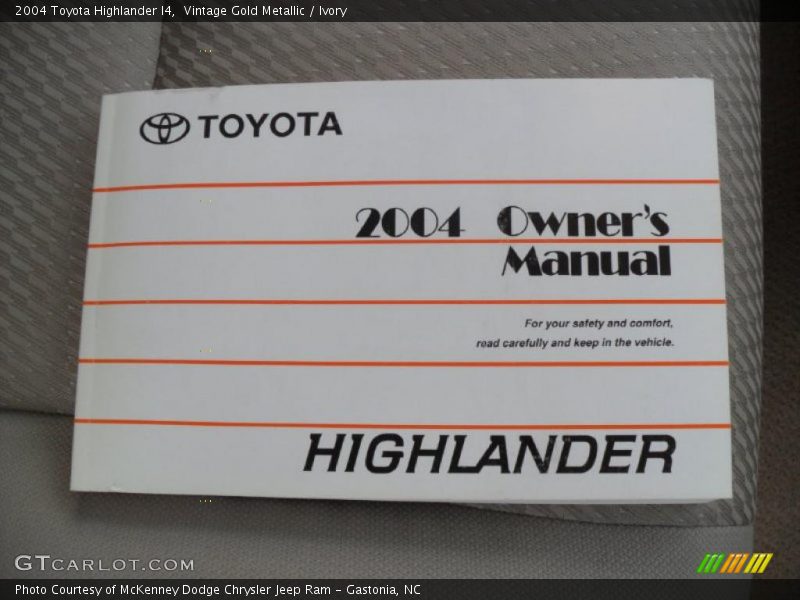 2004 Toyota Highlander I4,  Vintage Gold Metallic / Ivory
TOYOTA
2004 Owner's
Manual
For your safety and comfort,
read carefully and keep in the vehicle.
HIGHLANDER
GTCARLOT.COM
Photo Courtesy of McKenney Dodge Chrysler Jeep Ram – Gastonia, NC